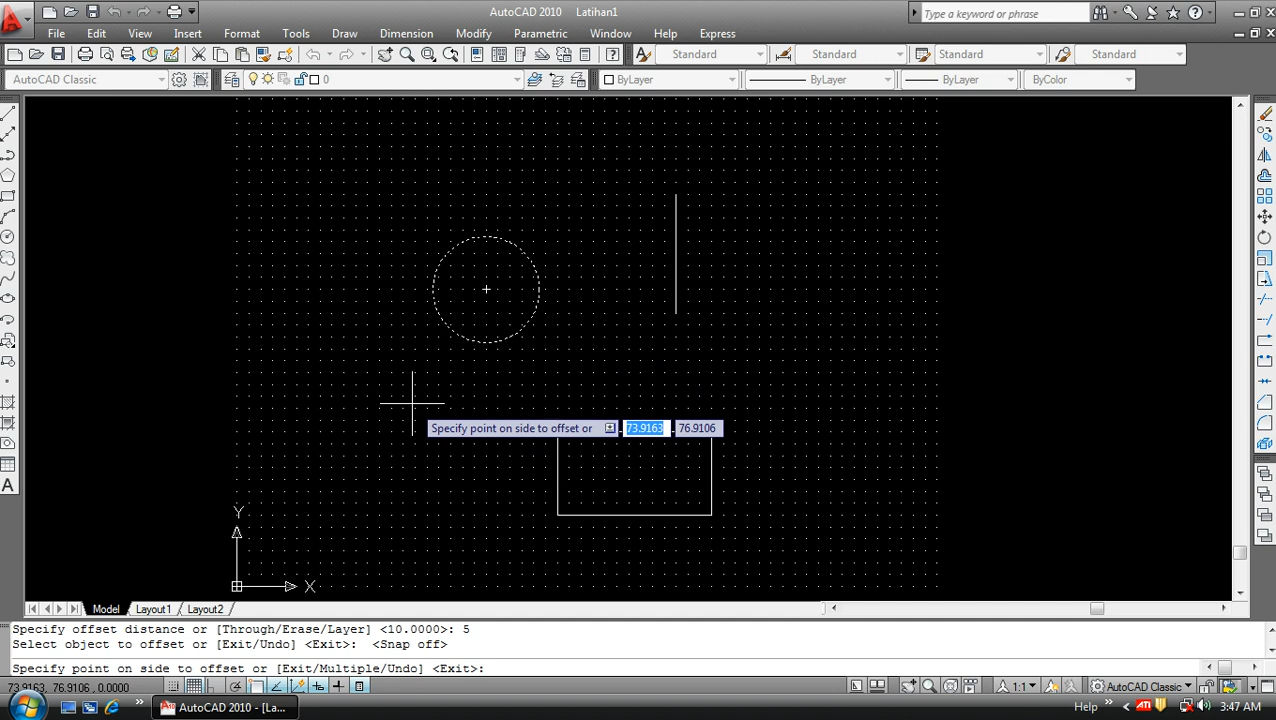 AutoCAD 2010 Latihan1
Type a keyword or phrase
File Edit View Insert Format Tools Draw Dimension Modify Parametric Window Help Express
Standard Standard Standard Standard
AutoCAD Classic 0 ByLayer ByLayer ByLayer ByColor
Specify point on side to offset or 73.9163 76.9106
Y
X
A
Model Layout1 Layout2
Specify offset distance or [Through/Erase/Layer] <10.0000>: 5
Select object to offset or [Exit/Undo] <Exit>: <Snap off>
Specify point on side to offset or [Exit/Multiple/Undo] <Exit>:
73.9163, 76.9106 , 0.0000 1:1 AutoCAD Classic
AutoCAD 2010 - [La... Help 3:47 AM